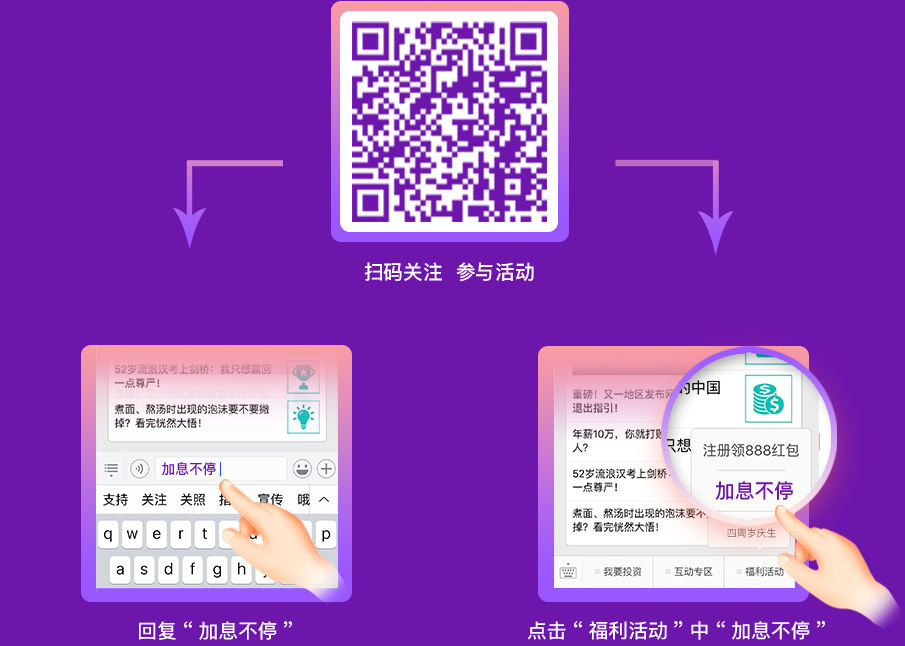 扫码关注 参与活动
52岁流浪汉考上剑桥：我只想赢回
一点尊严！
煮面、熬汤时出现的泡沫要不要撇
掉？看完恍然大悟！
加息不停
支持 关注 关照 宣传 哦
q w e r t p
a s d f g h
回复“加息不停”
重磅！又一地区发布网
退出指引！
的中国
年薪10万，你就打败
人？
只想
52岁流浪汉考上剑桥：
一点尊严！
煮面、熬汤时出现的泡沫要不
掉？看完恍然大悟！
注册领888红包
加息不停
四周岁庆生
我要投资 互动专区 福利活动
点击“福利活动”中“加息不停”